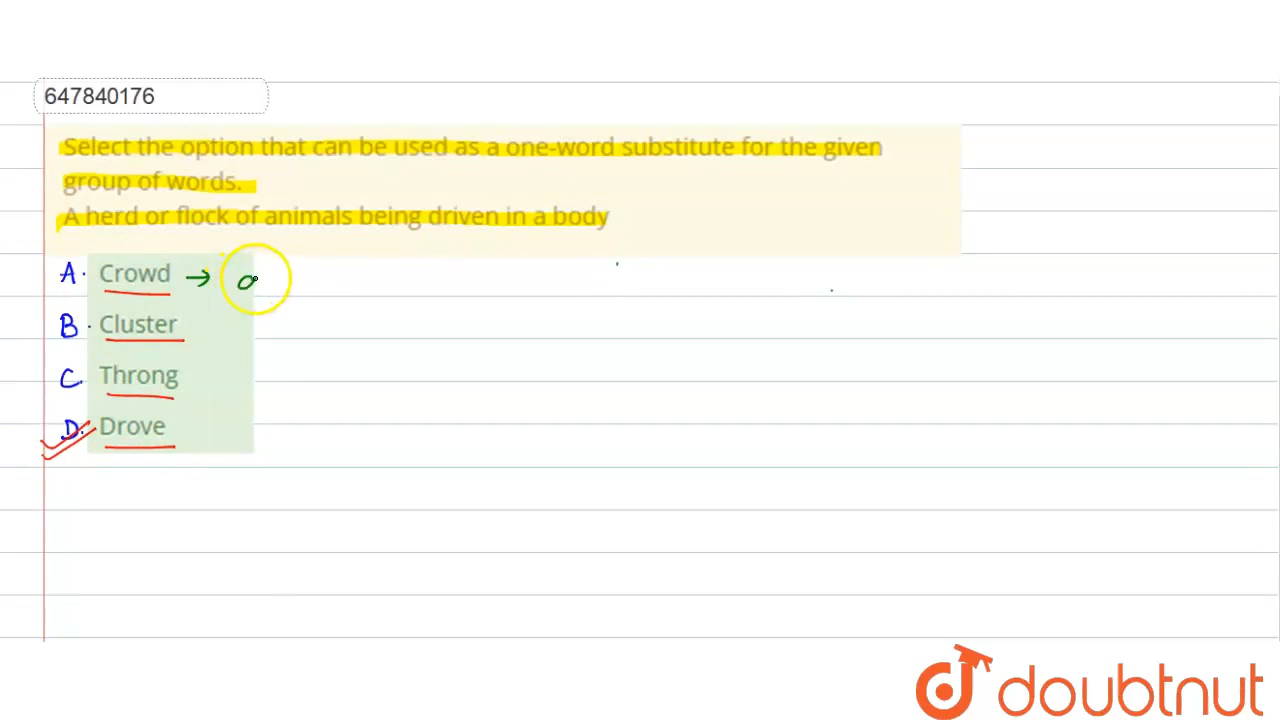 647840176
Select the option that can be used as a one-word substitute for the given
group of words.
A herd or flock of animals being driven in a body
A. Crowd →
B. Cluster
C. Throng
D. Drove
doubtnut